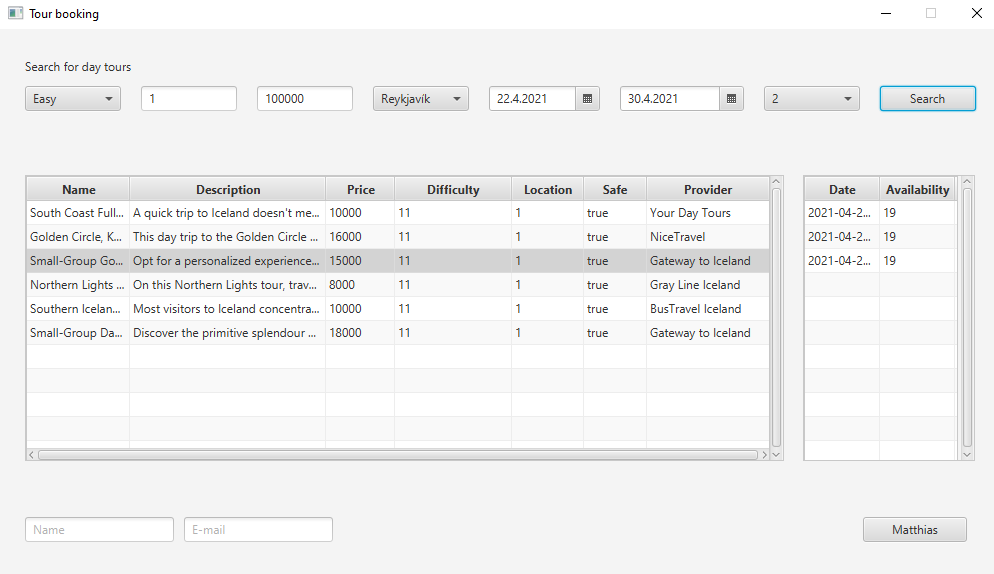 Tour booking
Search for day tours
Easy 1 100000 Reykjavík 22.4.2021 30.4.2021 2 Search
Name Description Price Difficulty Location Safe Provider Date Availability
South Coast Full... A quick trip to Iceland doesn't me... 10000 11 1 true Your Day Tours 2021-04-2... 19
Golden Circle, K... This day trip to the Golden Circle ... 16000 11 1 true NiceTravel 2021-04-2... 19
Small-Group Go... Opt for a personalized experience... 15000 11 1 true Gateway to Iceland 2021-04-2... 19
Northern Lights ... On this Northern Lights tour, trav... 8000 11 1 true Gray Line Iceland
Southern Icelan... Most visitors to Iceland concentra... 10000 11 1 true BusTravel Iceland
Small-Group Da... Discover the primitive splendour ... 18000 11 1 true Gateway to Iceland
Name E-mail Matthias